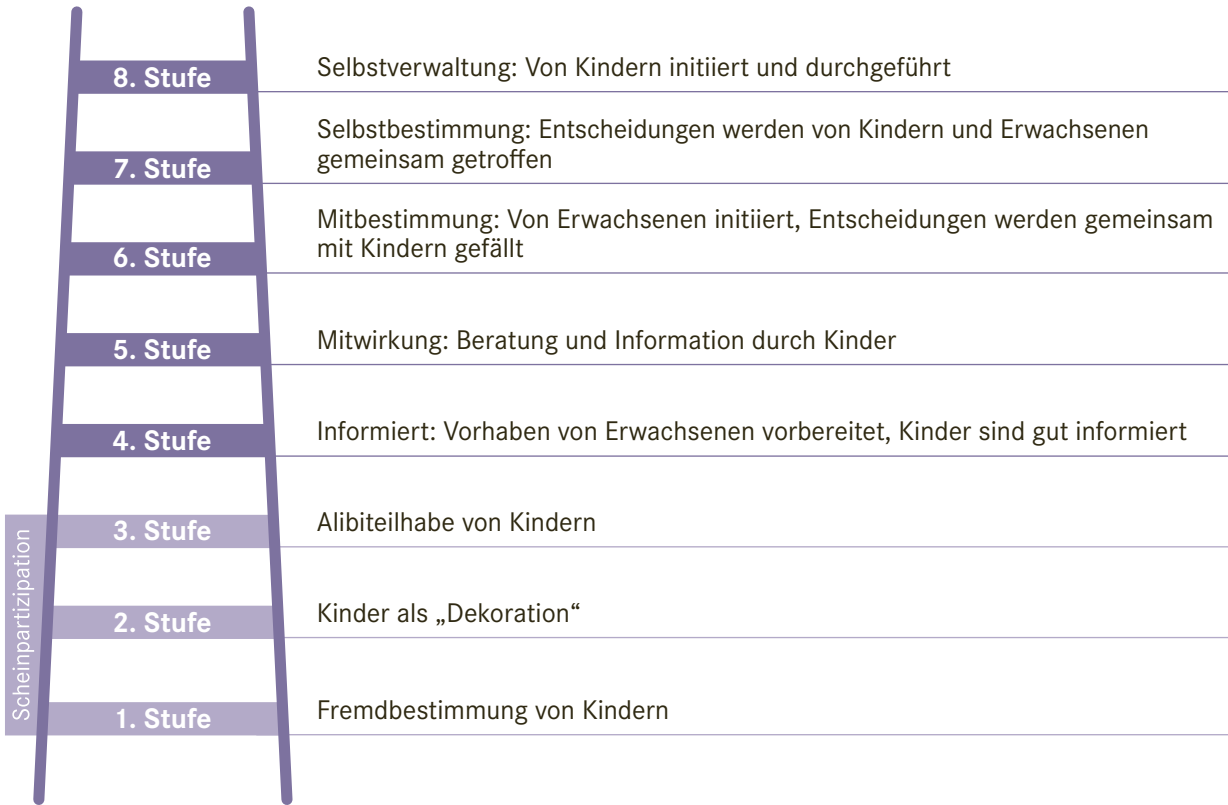 8. Stufe
Selbstverwaltung: Von Kindern initiiert und durchgeführt
7. Stufe
Selbstbestimmung: Entscheidungen werden von Kindern und Erwachsenen
gemeinsam getroffen
6. Stufe
Mitbestimmung: Von Erwachsenen initiiert, Entscheidungen werden gemeinsam
mit Kindern gefällt
5. Stufe
Mitwirkung: Beratung und Information durch Kinder
4. Stufe
Informiert: Vorhaben von Erwachsenen vorbereitet, Kinder sind gut informiert
Scheinpartizipation
3. Stufe
Alibiteilhabe von Kindern
2. Stufe
Kinder als „Dekoration“
1. Stufe
Fremdbestimmung von Kindern